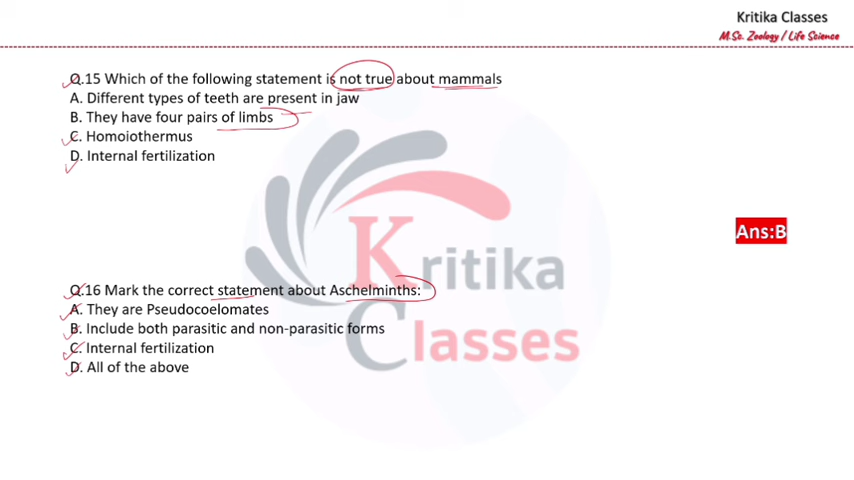 Kritika Classes
M.Sc. Zoology / Life Science
Q.15 Which of the following statement is not true about mammals
A. Different types of teeth are present in jaw
B. They have four pairs of limbs
C. Homoiothermus
D. Internal fertilization
Ans:B
Q.16 Mark the correct statement about Aschelminths:
A. They are Pseudocoelomates
B. Include both parasitic and non-parasitic forms
C. Internal fertilization
D. All of the above
Kritika
Classes